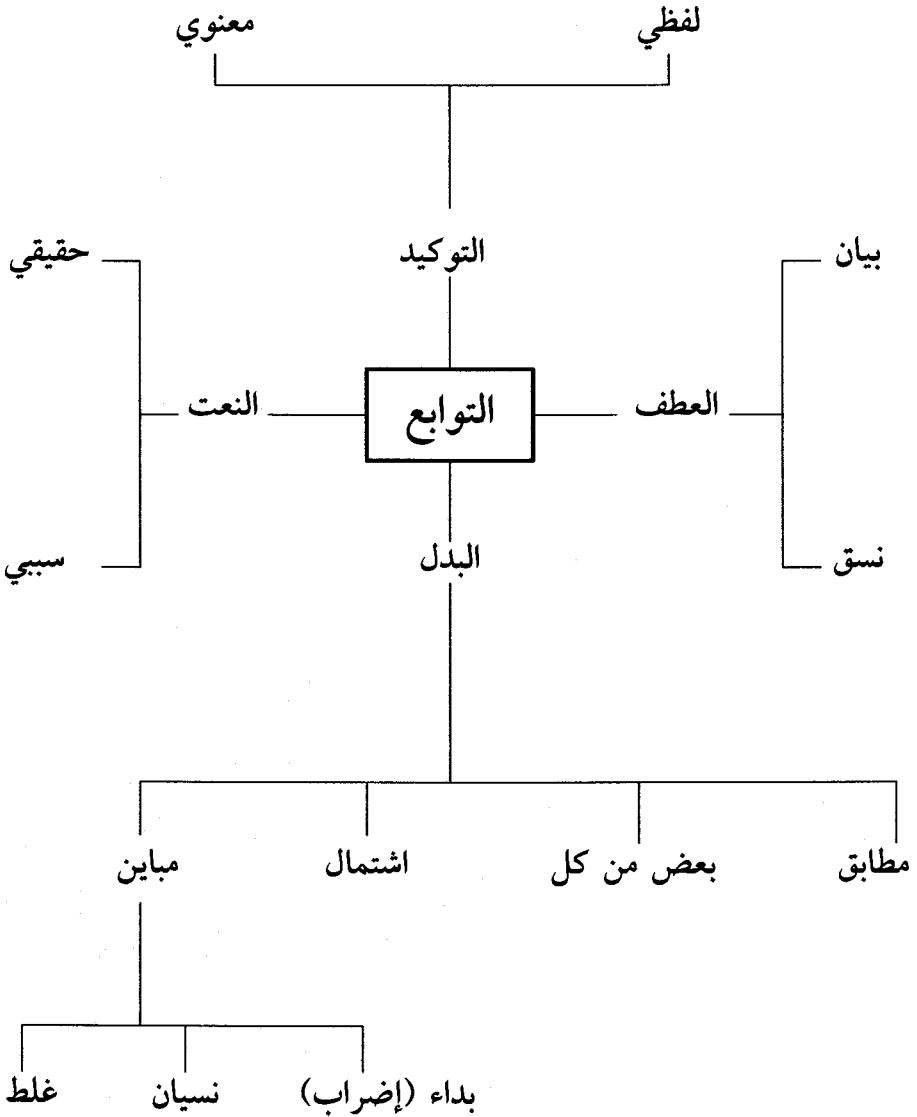 لفظي معنوي
بيان التوكيد حقيقي
العطف التوابع النعت
نسق البدل سببي
مطابق بعض من كل اشتمال مباين
بداء (إضراب) نسيان غلط